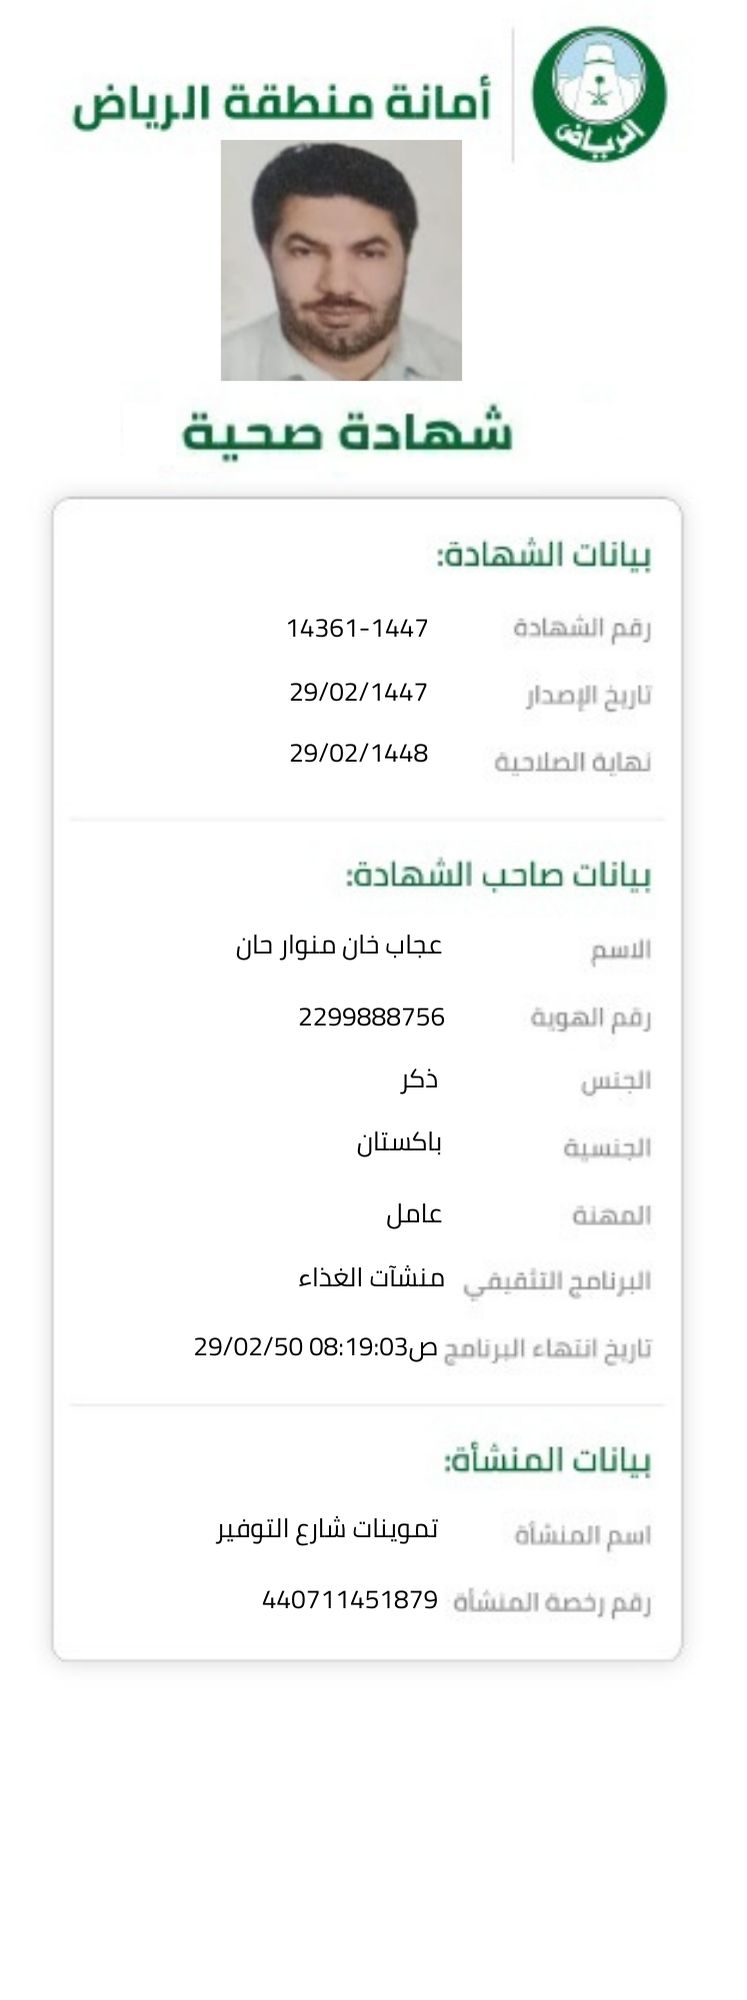 أمانة منطقة الرياض
الرياض
شهادة صحية
بيانات الشهادة:
رقم الشهادة 14361-1447
تاريخ الإصدار 29/02/1447
نهاية الصلاحية 29/02/1448
بيانات صاحب الشهادة:
الاسم عجاب خان منوار حان
رقم الهوية 2299888756
الجنس ذكر
الجنسية باكستان
المهنة عامل
البرنامج التثقيفي منشآت الغذاء
تاريخ انتهاء البرنامج ص08:19:03 29/02/50
بيانات المنشأة:
اسم المنشأة تموينات شارع التوفير
رقم رخصة المنشأة 440711451879